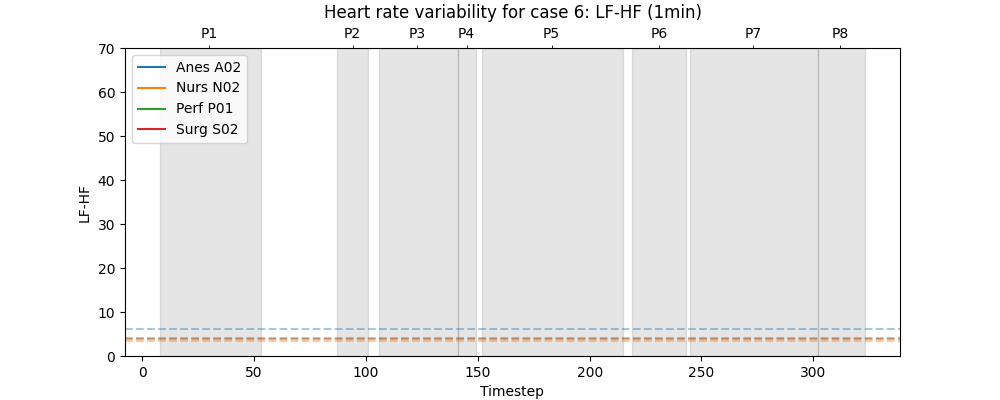 Heart rate variability for case 6: LF-HF (1min)
P1 P2 P3 P4 P5 P6 P7 P8
70
60
50
40
30
20
10
0
LF-HF
Anes A02
Nurs N02
Perf P01
Surg S02
0 50 100 150 200 250 300
Timestep